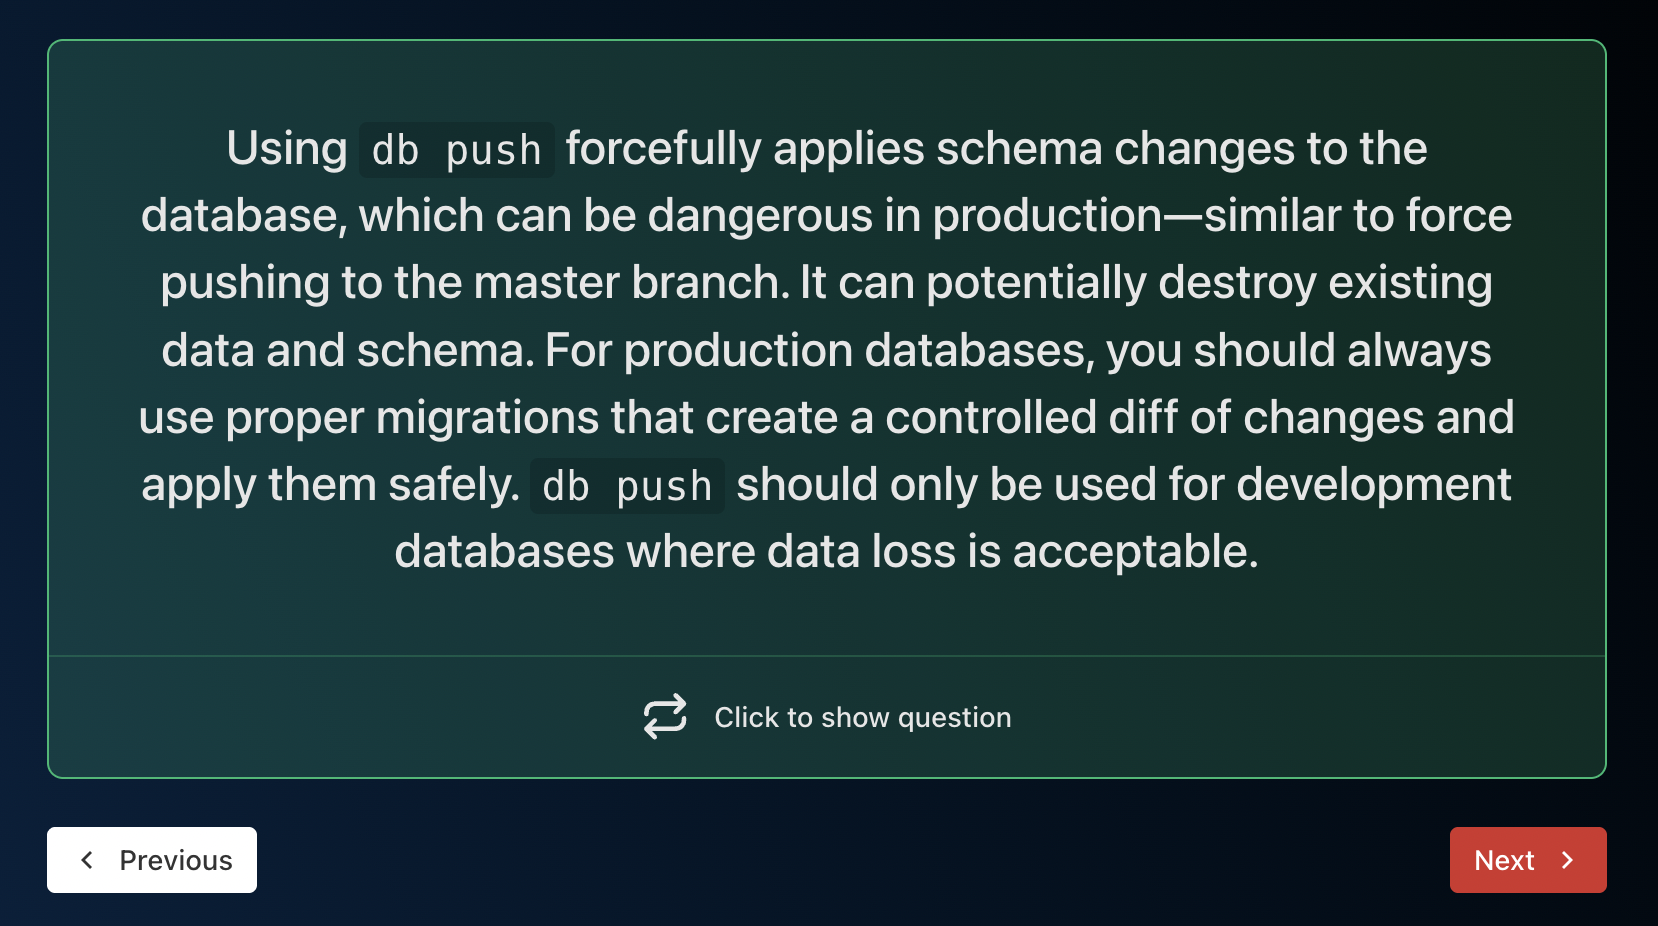 Using db push forcefully applies schema changes to the
database, which can be dangerous in production—similar to force
pushing to the master branch. It can potentially destroy existing
data and schema. For production databases, you should always
use proper migrations that create a controlled diff of changes and
apply them safely. db push should only be used for development
databases where data loss is acceptable.
Click to show question
Previous
Next